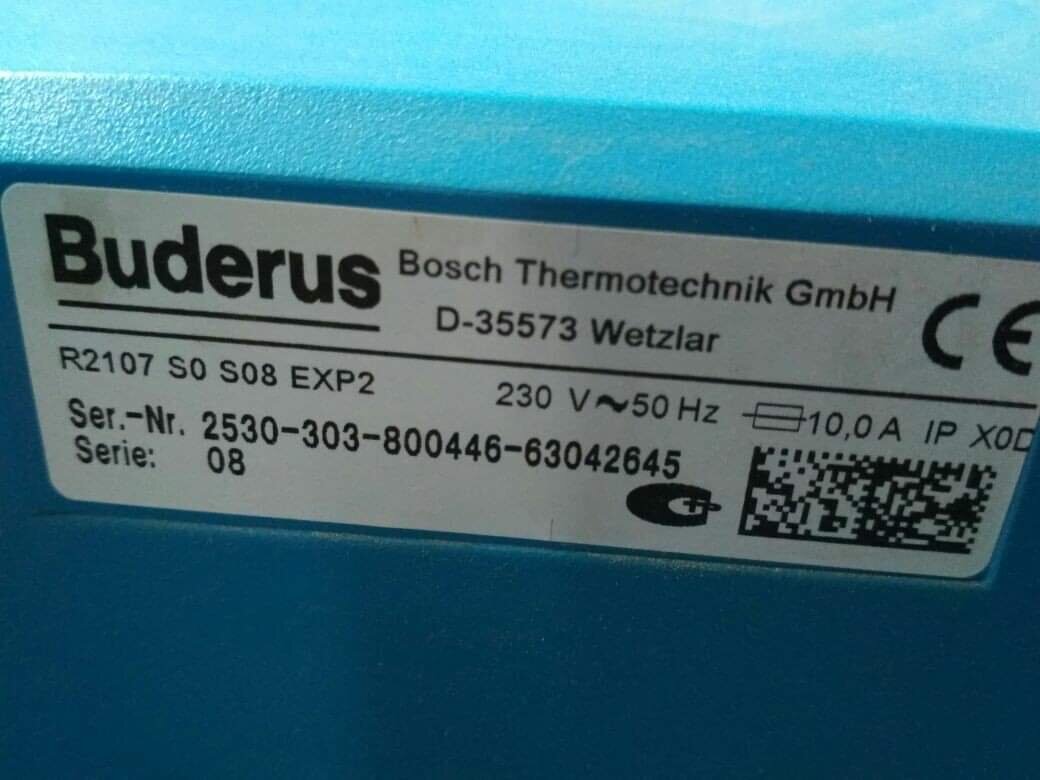 Buderus
Bosch Thermotechnik GmbH
D-35573 Wetzlar
CE
R2107 S0 S08 EXP2 230 V~50 Hz 10,0 A IP X0D
Ser.-Nr. 2530-303-800446-63042645
Serie: 08